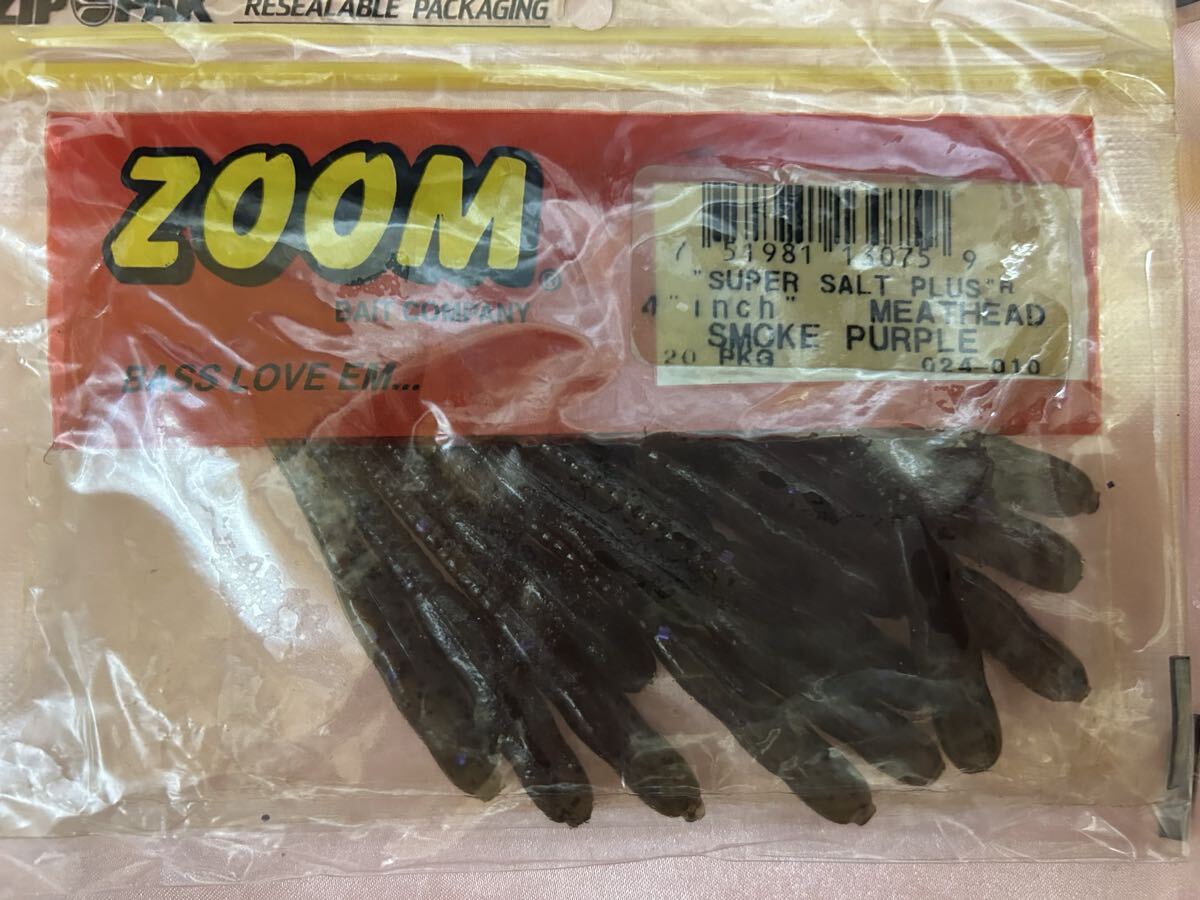 ZIP PAK RESEALABLE PACKAGING
ZOOM®
BAIT COMPANY
BASS LOVE EM...
7 51981 13075 9
"SUPER SALT PLUS"R
4"inch" MEATHEAD
SMOKE PURPLE
20 PKG 024-010